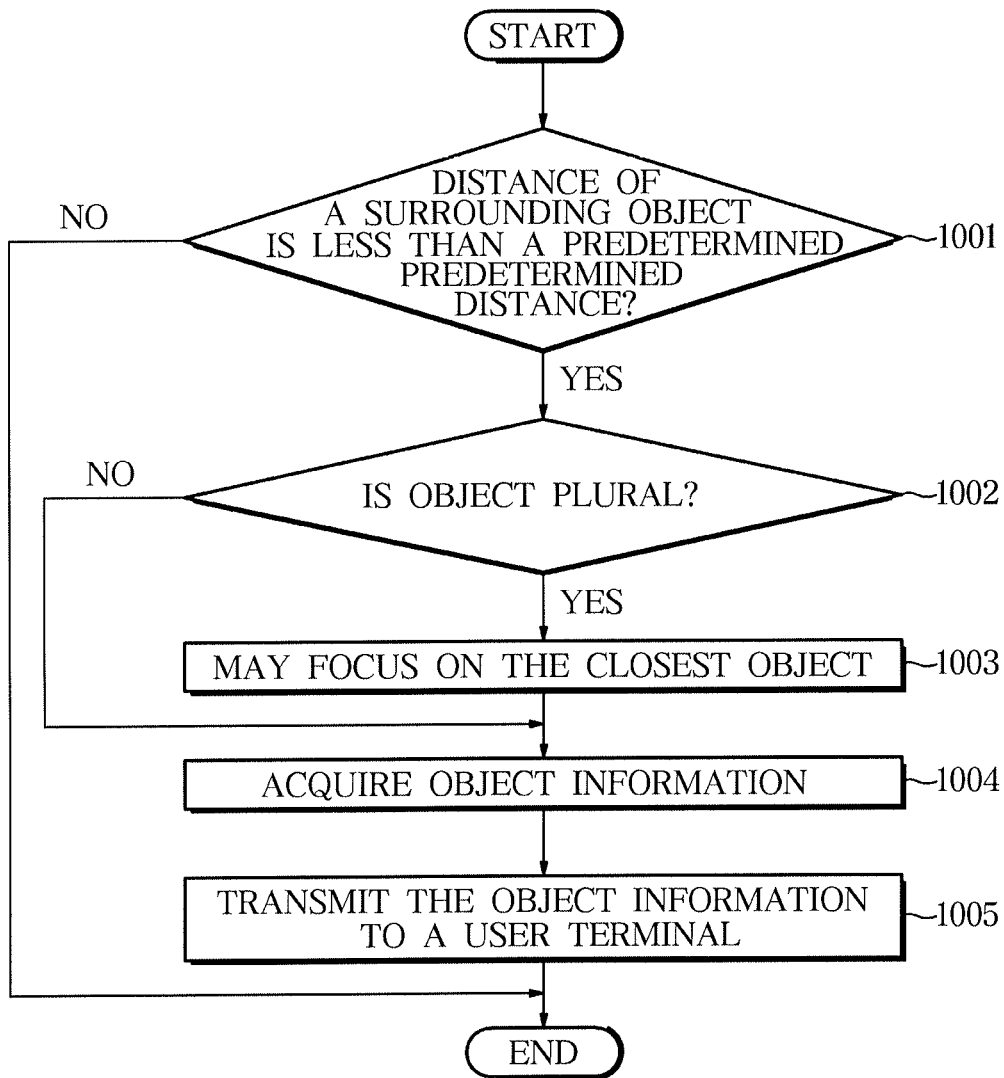 START
DISTANCE OF
A SURROUNDING OBJECT
IS LESS THAN A PREDETERMINED
PREDETERMINED
DISTANCE?
1001
NO
YES
IS OBJECT PLURAL?
1002
NO
YES
MAY FOCUS ON THE CLOSEST OBJECT
1003
ACQUIRE OBJECT INFORMATION
1004
TRANSMIT THE OBJECT INFORMATION
TO A USER TERMINAL
1005
END